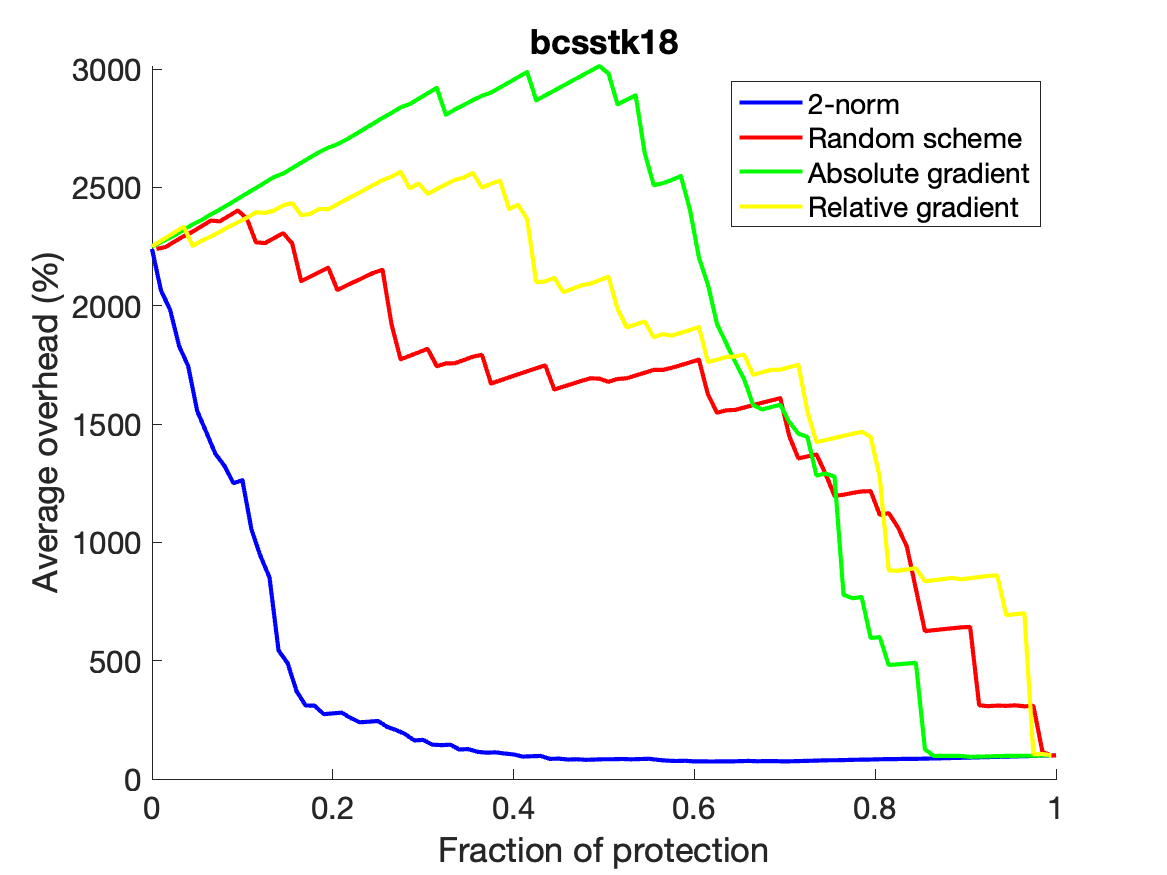 bcsstk18
3000
2500
2000
1500
1000
500
0
Average overhead (%)
2-norm
Random scheme
Absolute gradient
Relative gradient
0
0.2
0.4
0.6
0.8
1
Fraction of protection